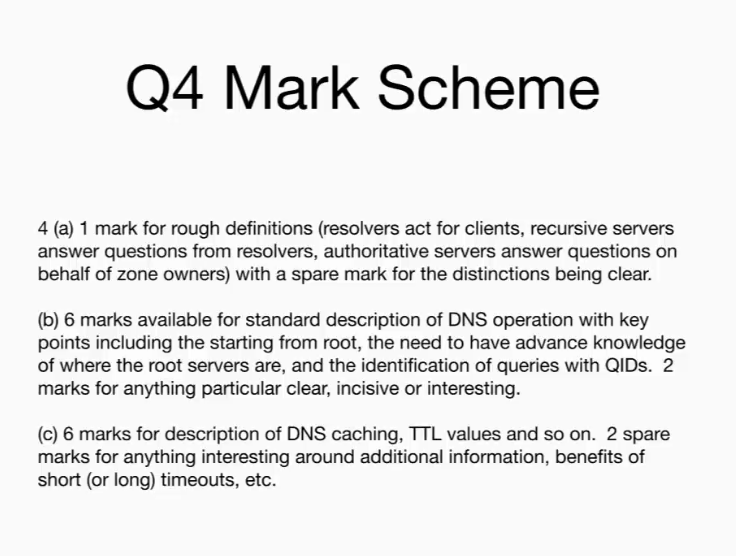 Q4 Mark Scheme
4 (a) 1 mark for rough definitions (resolvers act for clients, recursive servers
answer questions from resolvers, authoritative servers answer questions on
behalf of zone owners) with a spare mark for the distinctions being clear.
(b) 6 marks available for standard description of DNS operation with key
points including the starting from root, the need to have advance knowledge
of where the root servers are, and the identification of queries with QIDs.  2
marks for anything particular clear, incisive or interesting.
(c) 6 marks for description of DNS caching, TTL values and so on.  2 spare
marks for anything interesting around additional information, benefits of
short (or long) timeouts, etc.